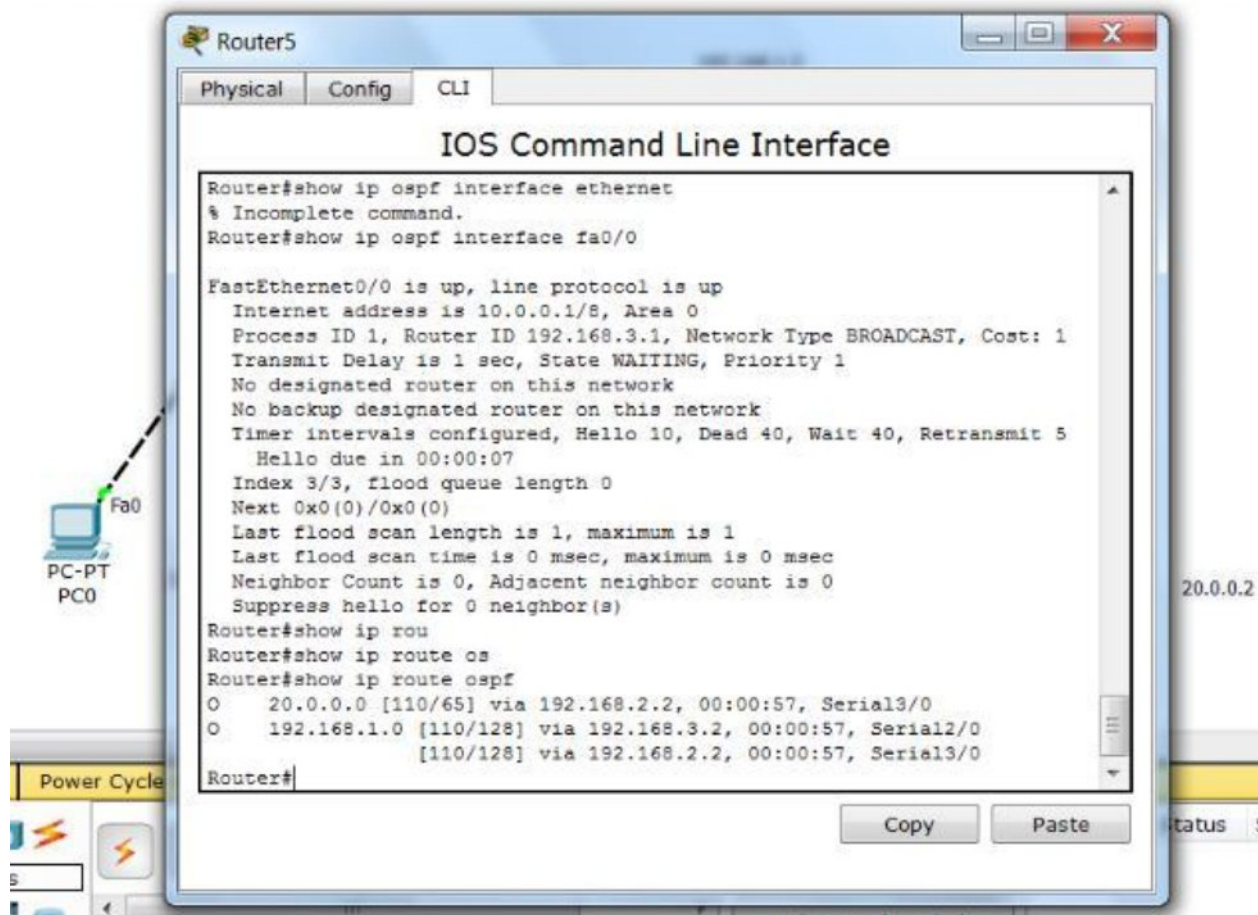 Router5
Physical Config CLI
IOS Command Line Interface
Router#show ip ospf interface ethernet
% Incomplete command.
Router#show ip ospf interface fa0/0
FastEthernet0/0 is up, line protocol is up
Internet address is 10.0.0.1/8, Area 0
Process ID 1, Router ID 192.168.3.1, Network Type BROADCAST, Cost: 1
Transmit Delay is 1 sec, State WAITING, Priority 1
No designated router on this network
No backup designated router on this network
Timer intervals configured, Hello 10, Dead 40, Wait 40, Retransmit 5
Hello due in 00:00:07
Index 3/3, flood queue length 0
Next 0x0(0)/0x0(0)
Last flood scan length is 1, maximum is 1
Last flood scan time is 0 msec, maximum is 0 msec
Neighbor Count is 0, Adjacent neighbor count is 0
Suppress hello for 0 neighbor(s)
Router#show ip rou
Router#show ip route os
Router#show ip route ospf
O 20.0.0.0 [110/65] via 192.168.2.2, 00:00:57, Serial3/0
O 192.168.1.0 [110/128] via 192.168.3.2, 00:00:57, Serial2/0
[110/128] via 192.168.2.2, 00:00:57, Serial3/0
Router#
Copy Paste
Fa0
PC-PT
PC0
20.0.0.2
Power Cycle
tatus